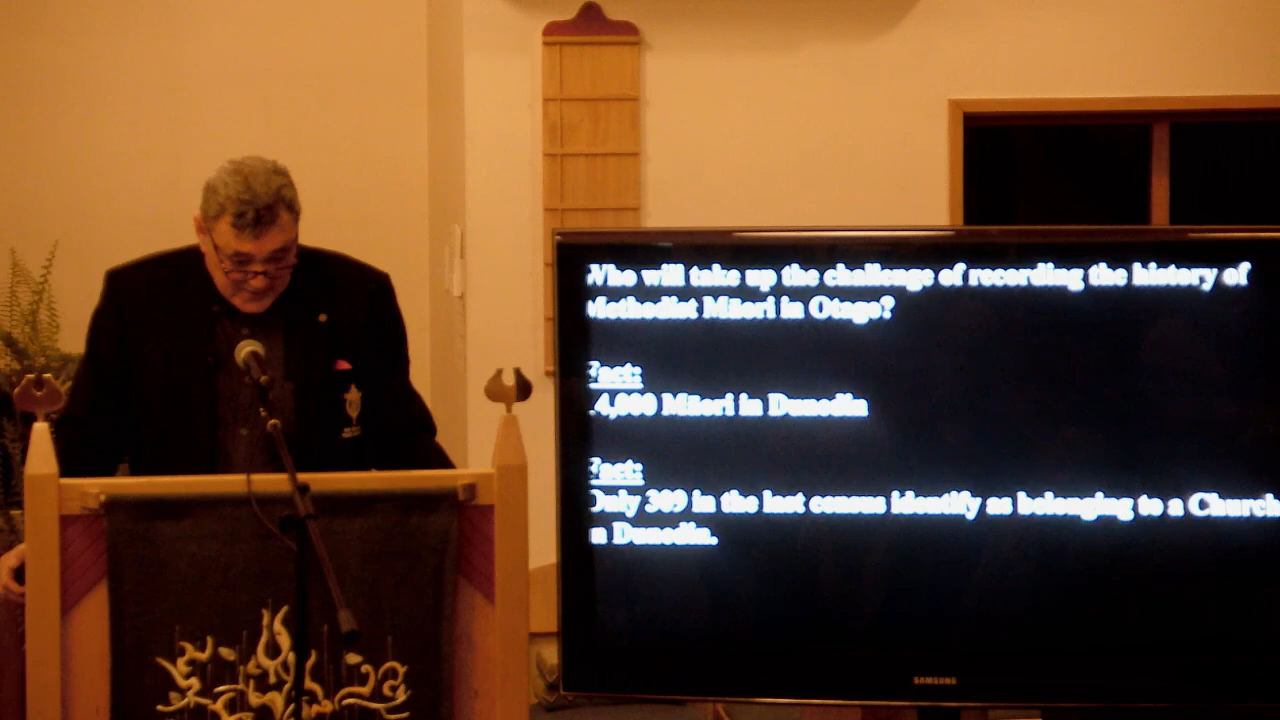 Who will take up the challenge of recording the history of
Methodist Māori in Otago?
Fact:
4,000 Māori in Dunedin
Fact:
Only 309 in the last census identify as belonging to a Church
in Dunedin.
SAMSUNG